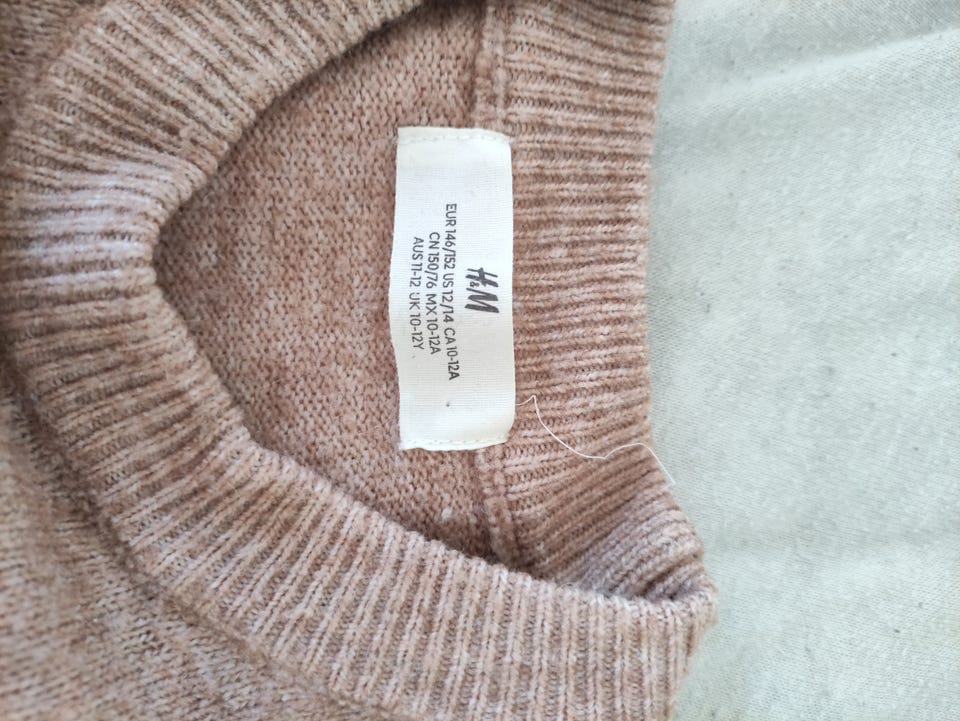 H&M
EUR 146/152 US 12/14 CA 10-12A
CN 150/76 MX 10-12A
AUS 11-12 UK 10-12Y